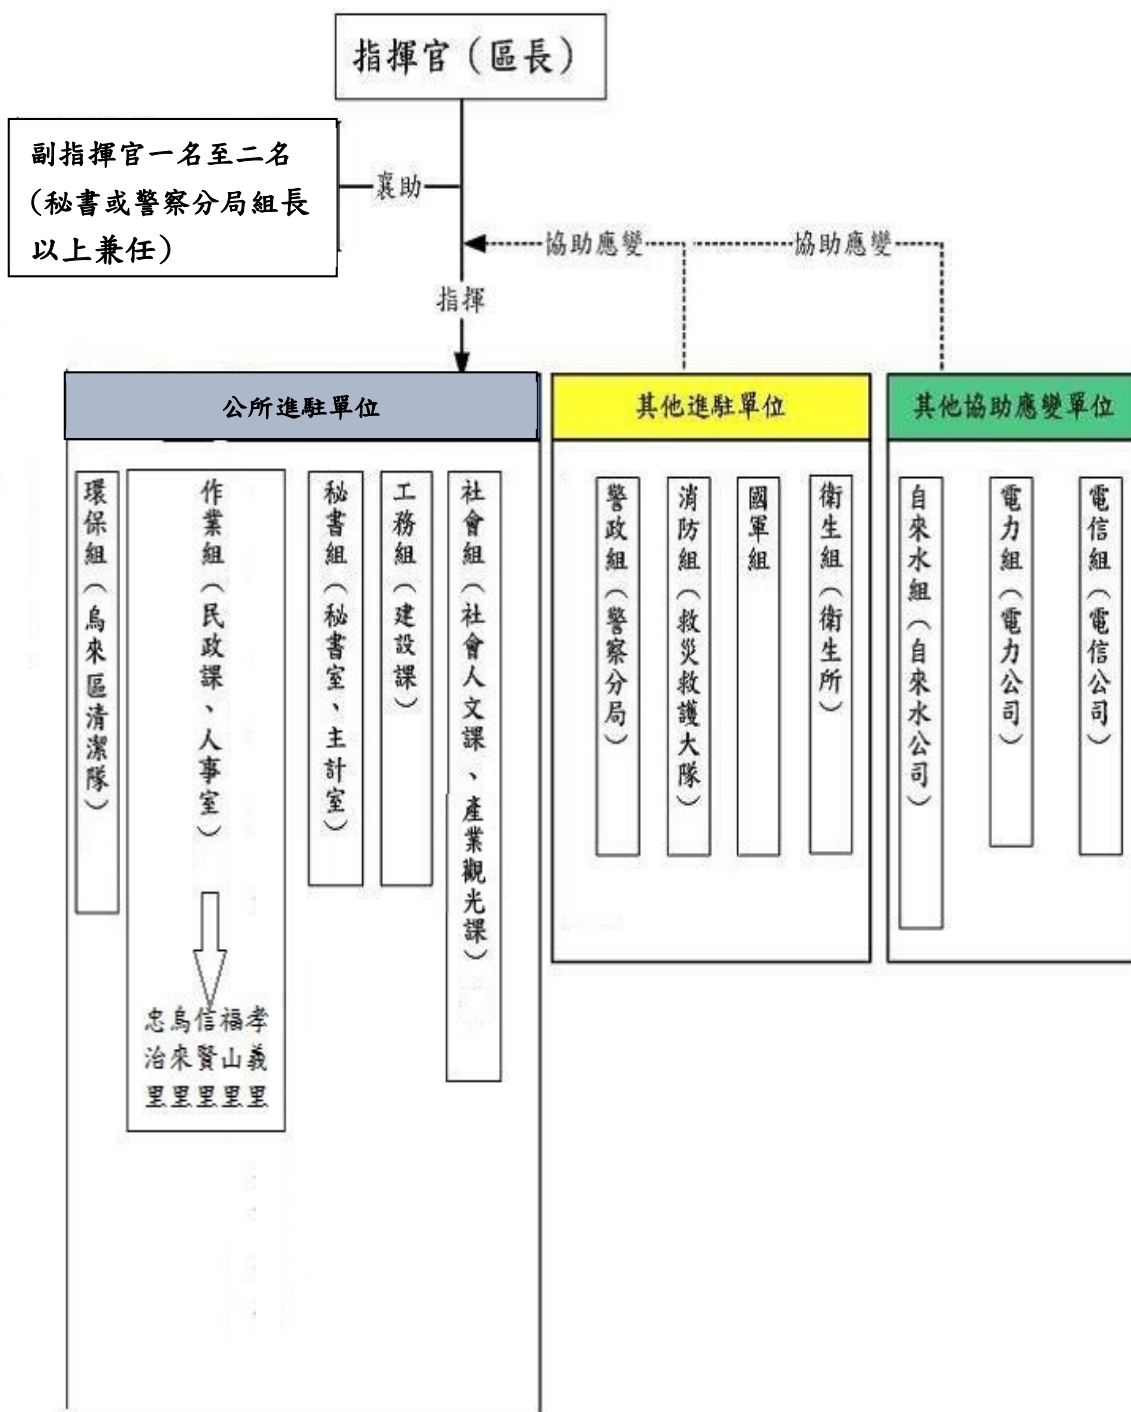 指揮官（區長）
副指揮官一名至二名
(秘書或警察分局組長
以上兼任)
襄助
協助應變
協助應變
指揮
公所進駐單位
其他進駐單位
其他協助應變單位
環保組（烏來區清潔隊）
作業組（民政課、人事室）
秘書組（秘書室、主計室）
工務組（建設課）
社會組（社會人文課、產業觀光課）
警政組（警察分局）
消防組（救災救護大隊）
國軍組
衛生組（衛生所）
自來水組（自來水公司）
電力組（電力公司）
電信組（電信公司）
忠治里
烏來里
信賢里
福山里
孝義里